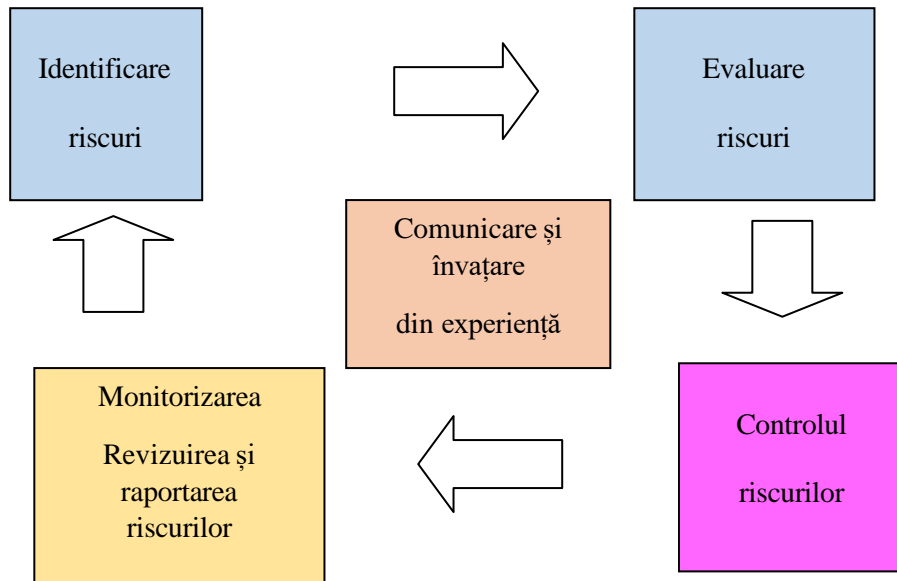 Identificare
riscuri
Evaluare
riscuri
Comunicare și
învațare
din experiență
Monitorizarea
Revizuirea și
raportarea
riscurilor
Controlul
riscurilor